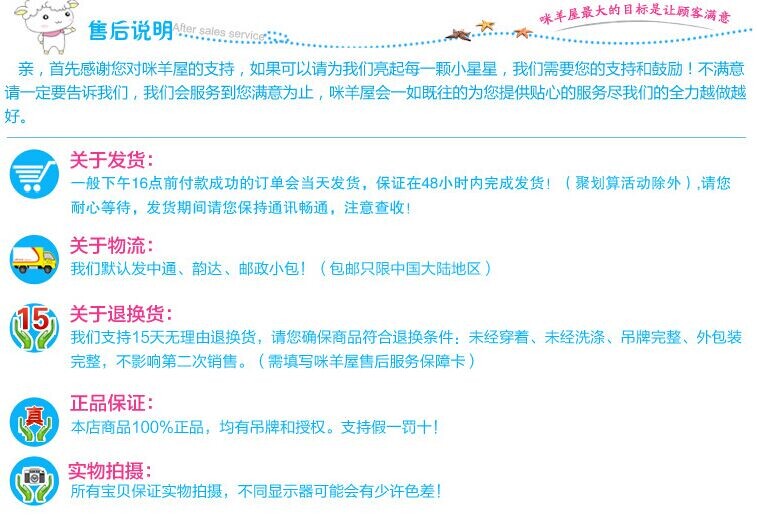 售后说明After sales service
咪羊屋最大的目标是让顾客满意
亲，首先感谢您对咪羊屋的支持，如果可以请为我们亮起每一颗小星星，我们需要您的支持和鼓励！不满意
请一定要告诉我们，我们会服务到您满意为止，咪羊屋会一如既往的为您提供贴心的服务尽我们的全力越做越
好。
关于发货：
一般下午16点前付款成功的订单会当天发货，保证在48小时内完成发货！（聚划算活动除外）,请您
耐心等待，发货期间请您保持通讯畅通，注意查收！
关于物流：
我们默认发中通、韵达、邮政小包！（包邮只限中国大陆地区）
15
关于退换货：
我们支持15天无理由退换货，请您确保商品符合退换条件：未经穿着、未经洗涤、吊牌完整、外包装
完整，不影响第二次销售。（需填写咪羊屋售后服务保障卡）
真
正品保证：
本店商品100%正品，均有吊牌和授权。支持假一罚十！
实物拍摄：
所有宝贝保证实物拍摄，不同显示器可能会有少许色差！